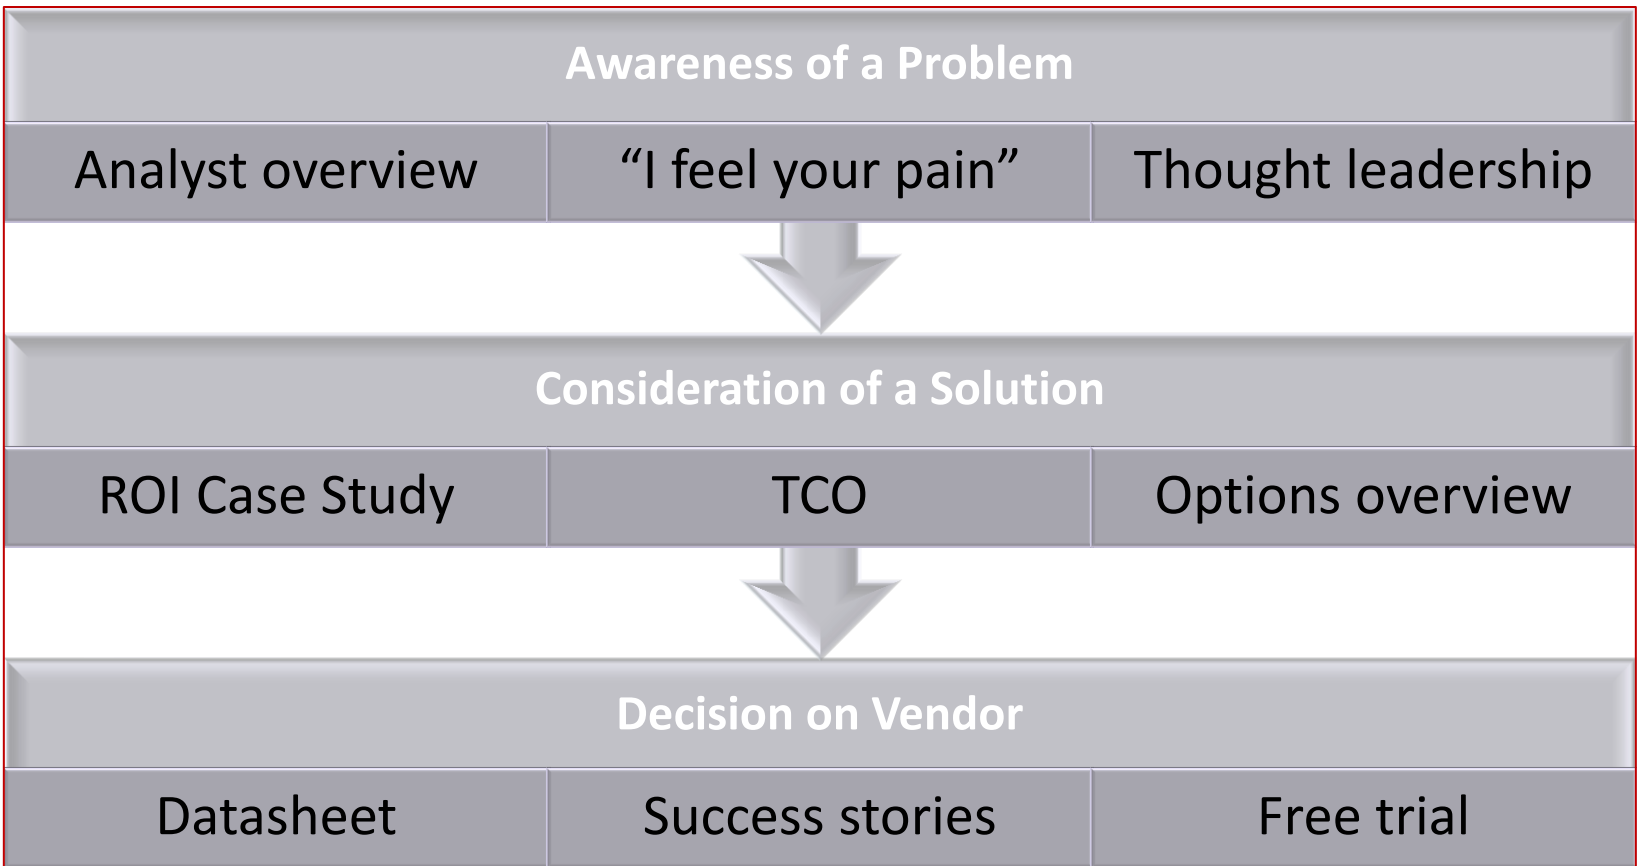 Awareness of a Problem
Analyst overview
“I feel your pain”
Thought leadership
Consideration of a Solution
ROI Case Study
TCO
Options overview
Decision on Vendor
Datasheet
Success stories
Free trial